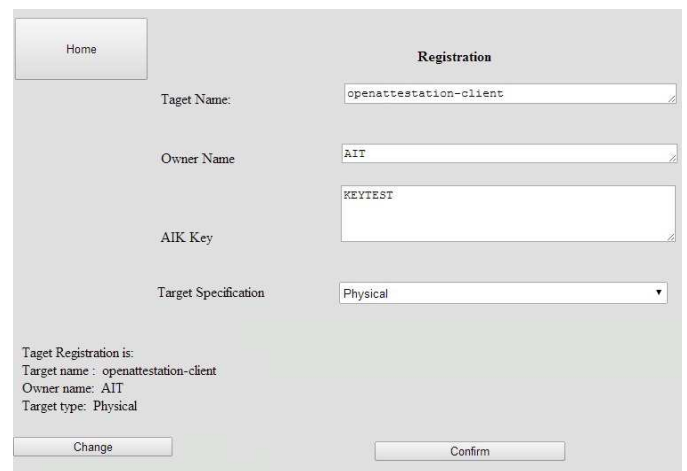 Home
Registration
Taget Name:
openattestation-client
Owner Name
AIT
KEYTEST
AIK Key
Target Specification
Physical
Taget Registration is:
Target name : openattestation-client
Owner name: AIT
Target type: Physical
Change
Confirm